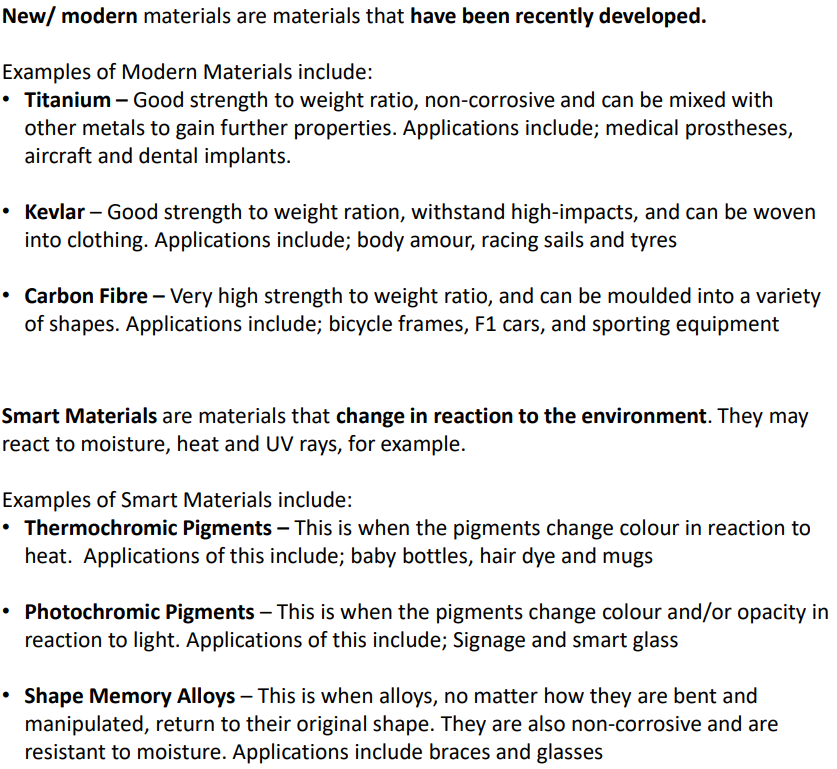 New/ modern materials are materials that have been recently developed.
Examples of Modern Materials include:
• Titanium – Good strength to weight ratio, non-corrosive and can be mixed with
other metals to gain further properties. Applications include; medical prostheses,
aircraft and dental implants.
• Kevlar – Good strength to weight ration, withstand high-impacts, and can be woven
into clothing. Applications include; body amour, racing sails and tyres
• Carbon Fibre – Very high strength to weight ratio, and can be moulded into a variety
of shapes. Applications include; bicycle frames, F1 cars, and sporting equipment
Smart Materials are materials that change in reaction to the environment. They may
react to moisture, heat and UV rays, for example.
Examples of Smart Materials include:
• Thermochromic Pigments – This is when the pigments change colour in reaction to
heat.  Applications of this include; baby bottles, hair dye and mugs
• Photochromic Pigments – This is when the pigments change colour and/or opacity in
reaction to light. Applications of this include; Signage and smart glass
• Shape Memory Alloys – This is when alloys, no matter how they are bent and
manipulated, return to their original shape. They are also non-corrosive and are
resistant to moisture. Applications include braces and glasses